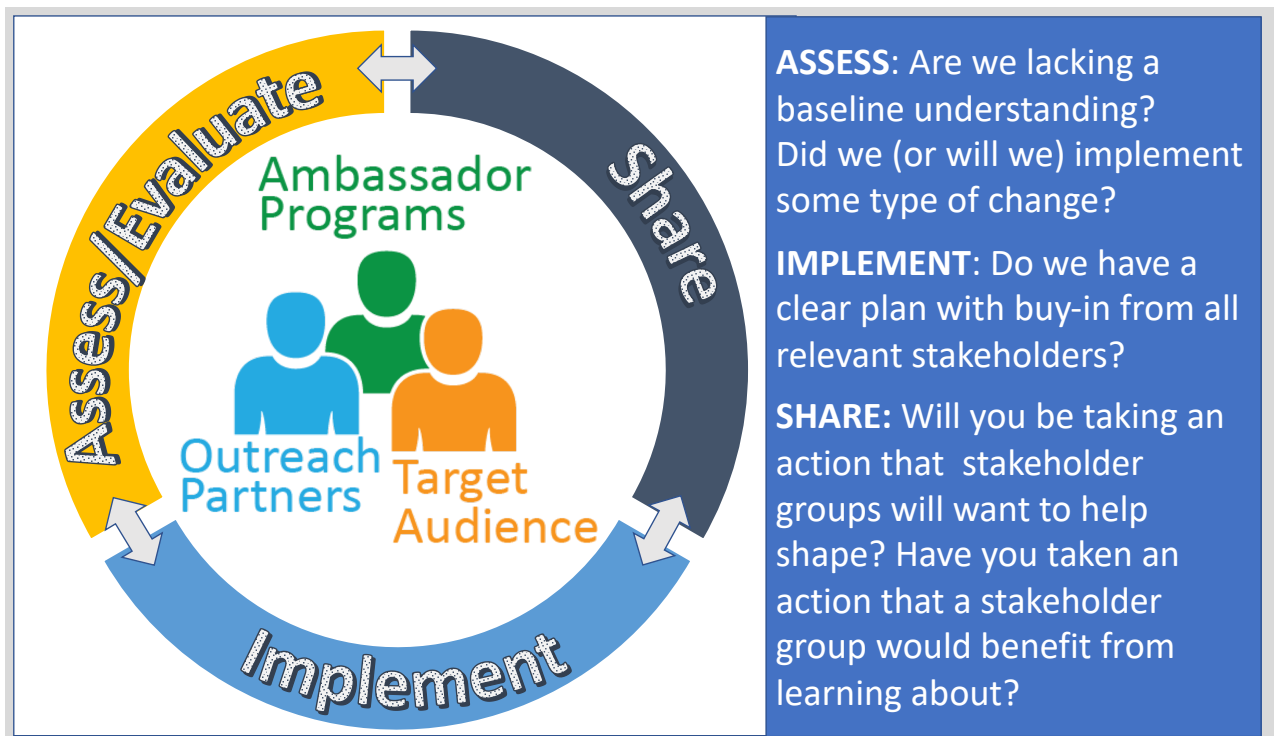 Assess/Evaluate
Share
Implement
Ambassador
Programs
Outreach
Partners
Target
Audience
ASSESS: Are we lacking a
baseline understanding?
Did we (or will we) implement
some type of change?
IMPLEMENT: Do we have a
clear plan with buy-in from all
relevant stakeholders?
SHARE: Will you be taking an
action that stakeholder
groups will want to help
shape? Have you taken an
action that a stakeholder
group would benefit from
learning about?